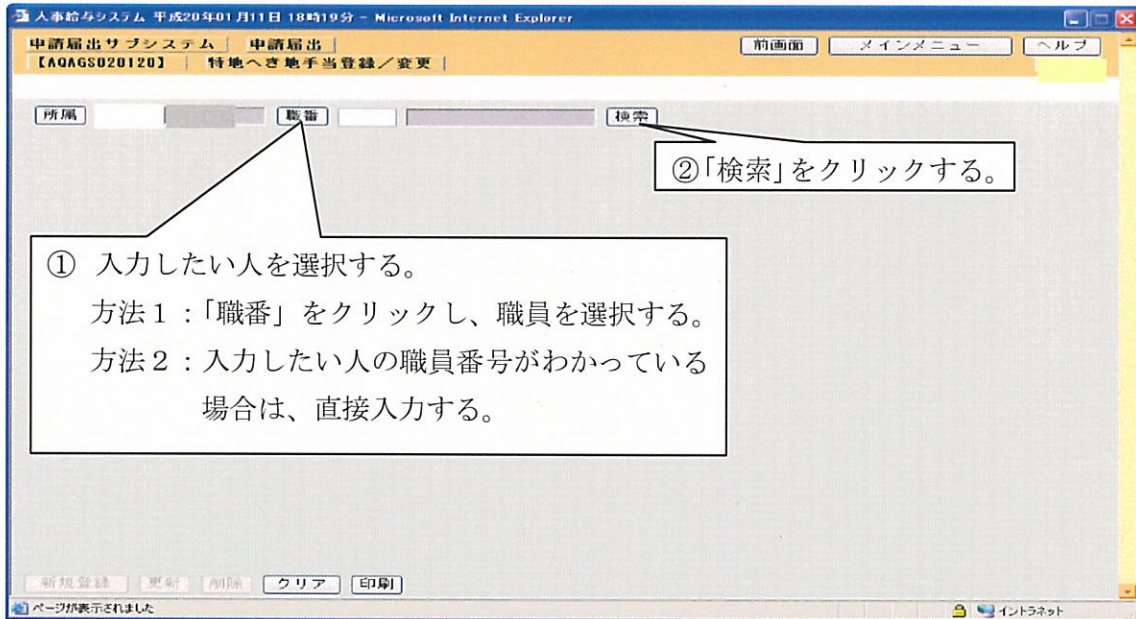 人事給与システム 平成20年01月11日 18時19分 - Microsoft Internet Explorer
申請届出サブシステム | 申請届出 |
前画面 メインメニュー ヘルプ
【AQAGS020120】 | 特地へき地手当登録/変更 |
所属 職番 検索
②「検索」をクリックする。
① 入力したい人を選択する。
方法1:「職番」をクリックし、職員を選択する。
方法2:入力したい人の職員番号がわかっている
場合は、直接入力する。
新規登録 更新 削除 クリア 印刷
ページが表示されました イントラネット